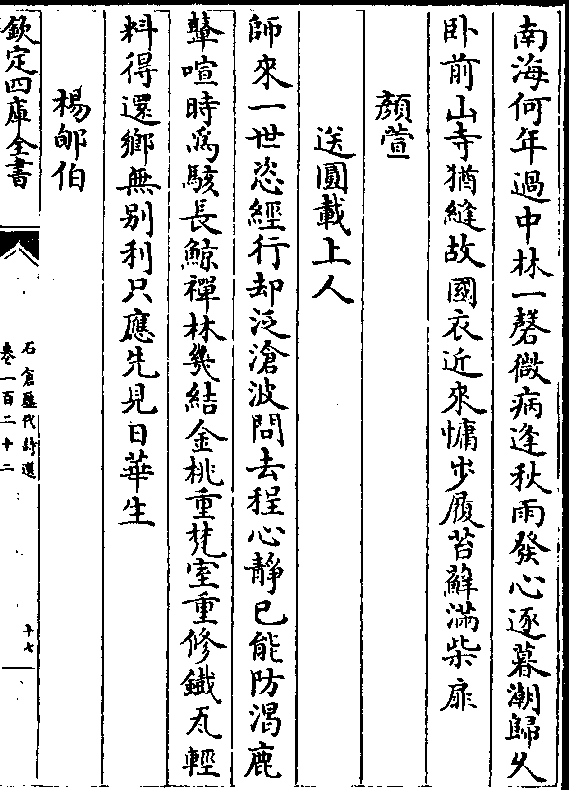 南海何年過中林一磬微病逢秋雨發心逐暮潮歸久
卧前山寺猶縫故國衣近來慵步履苔蘚滿柴扉
顔萱
送圓載上人
師來一世恣經行却泛滄波問去程心靜已能防渴鹿
鼙喧時爲駭長鯨禪林幾結金桃重梵室重修鐵瓦輕
料得還鄉無别利只應先見日華生
楊郇伯
欽定四庫全書
石倉歷代詩選
卷一百二十二
十七